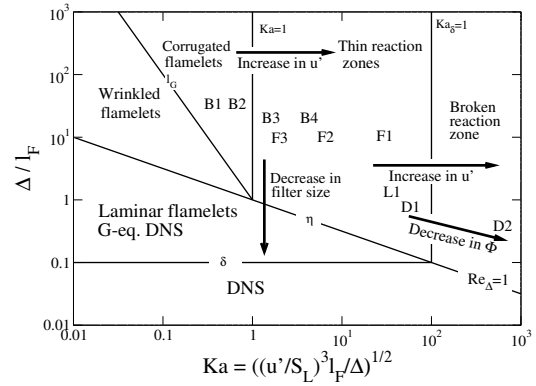 10³
10²
10¹
1
0.1
0.01
Δ / l_F
Ka=1
Ka_δ=1
Corrugated
flamelets
Increase in u'
Thin reaction
zones
l_G
Wrinkled
flamelets
B1 B2
B3 B4
F3 F2 F1
Broken
reaction
zone
Increase in u'
L1
D1
D2
Decrease in Φ
Decrease in
filter size
Laminar flamelets
G-eq. DNS
η
δ
DNS
Re_Δ=1
0.01 0.1 1 10¹ 10² 10³
Ka = ((u'/S_L)³ l_F/Δ)^1/2